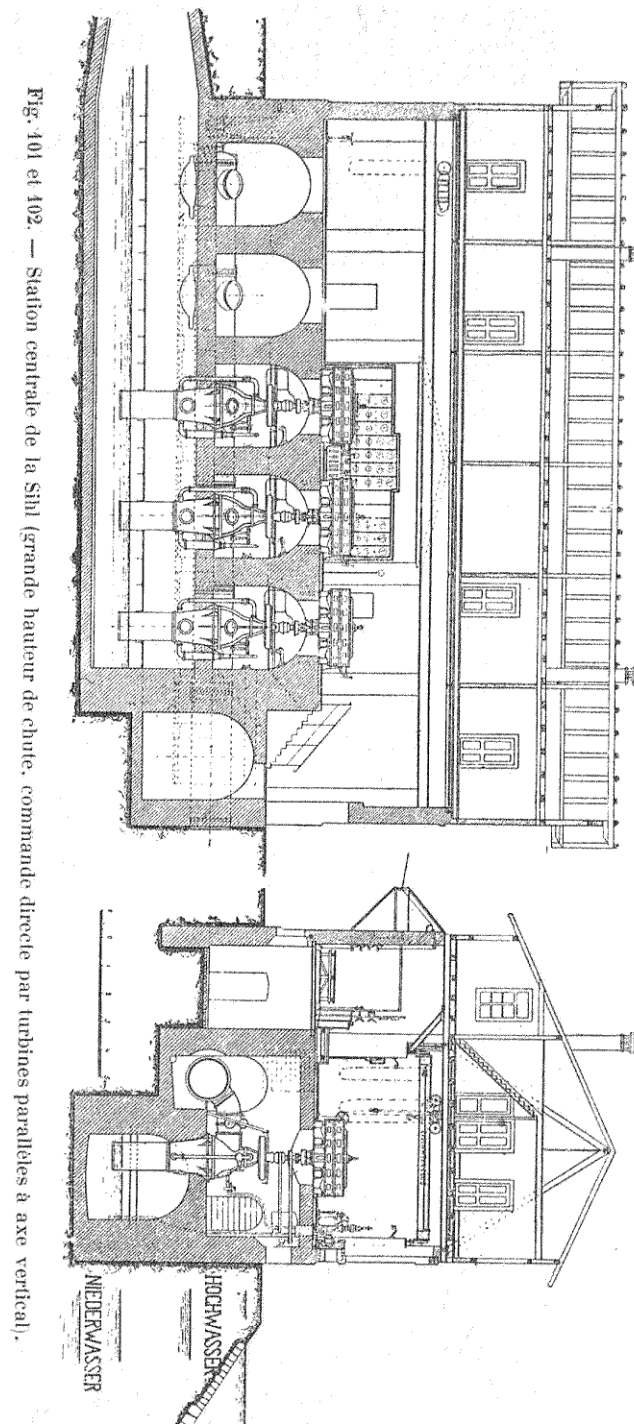 HOCHWASSER
NIEDERWASSER
Fig. 101 et 102. — Station centrale de la Sihl (grande hauteur de chute, commande directe par turbines parallèles à axe vertical).